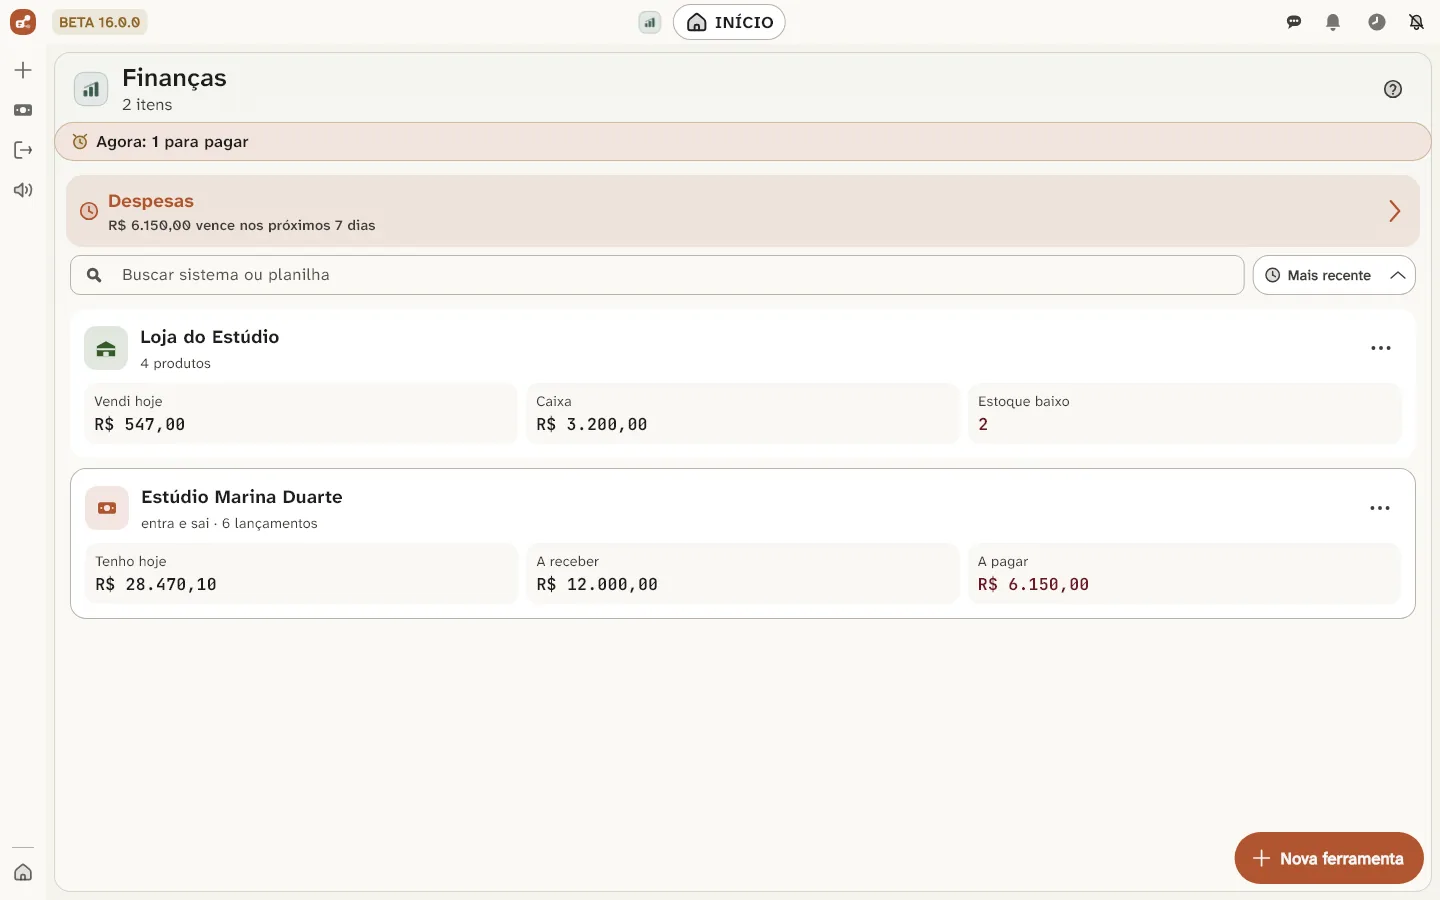 BETA 16.0.0
INÍCIO
Finanças
2 itens
Agora: 1 para pagar
Despesas
R$ 6.150,00 vence nos próximos 7 dias
Buscar sistema ou planilha
Mais recente
Loja do Estúdio
4 produtos
Vendi hoje
R$ 547,00
Caixa
R$ 3.200,00
Estoque baixo
2
Estúdio Marina Duarte
entra e sai · 6 lançamentos
Tenho hoje
R$ 28.470,10
A receber
R$ 12.000,00
A pagar
R$ 6.150,00
Nova ferramenta